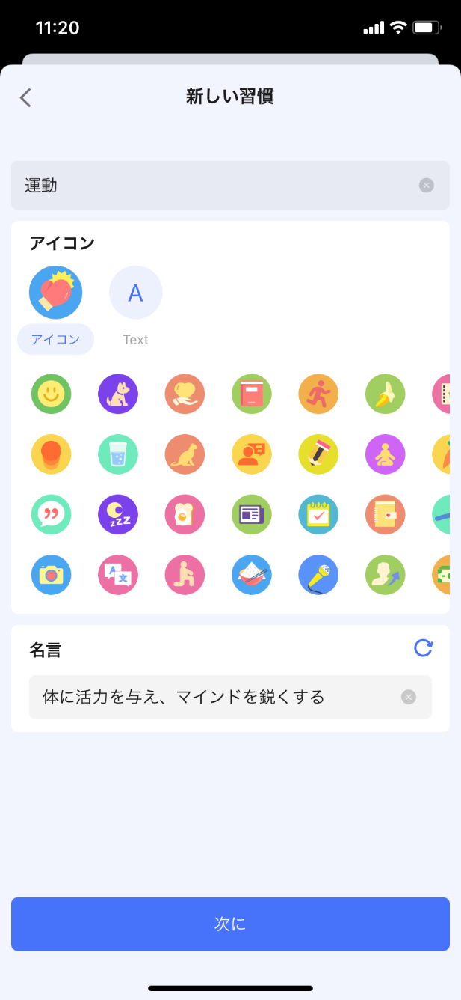 11:20
新しい習慣
運動
アイコン
A
アイコン
Text
zzz
A
文
名言
体に活力を与え、マインドを鋭くする
次に